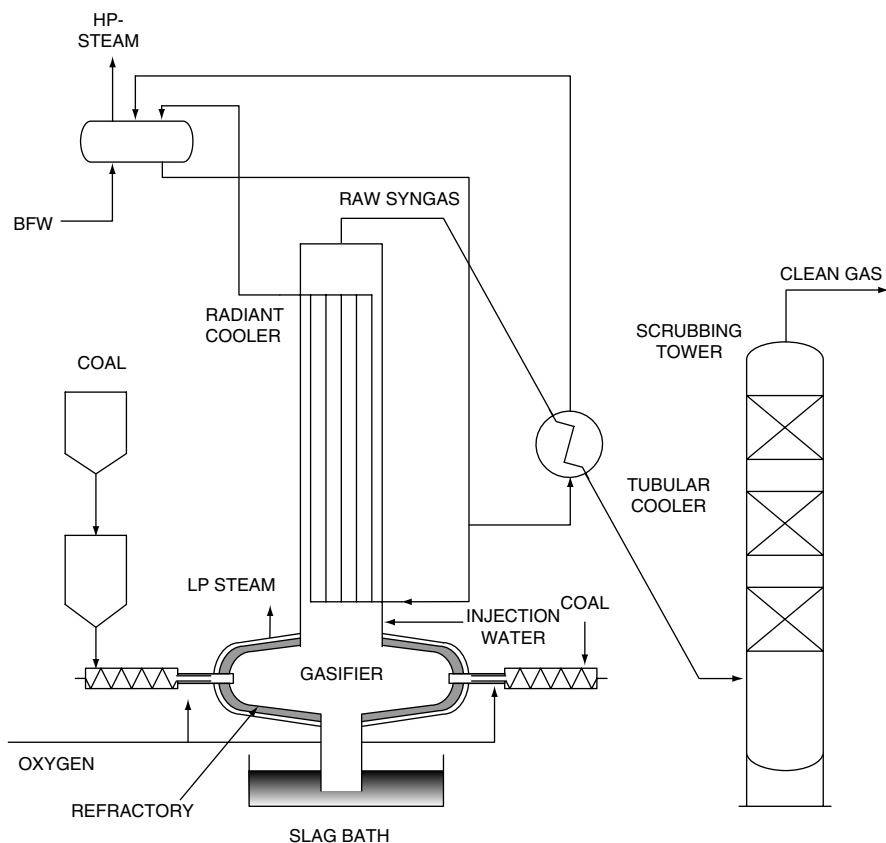 HP-
STEAM
BFW
RAW SYNGAS
CLEAN GAS
RADIANT
COOLER
SCRUBBING
TOWER
COAL
TUBULAR
COOLER
LP STEAM
INJECTION
WATER
COAL
GASIFIER
OXYGEN
REFRACTORY
SLAG BATH